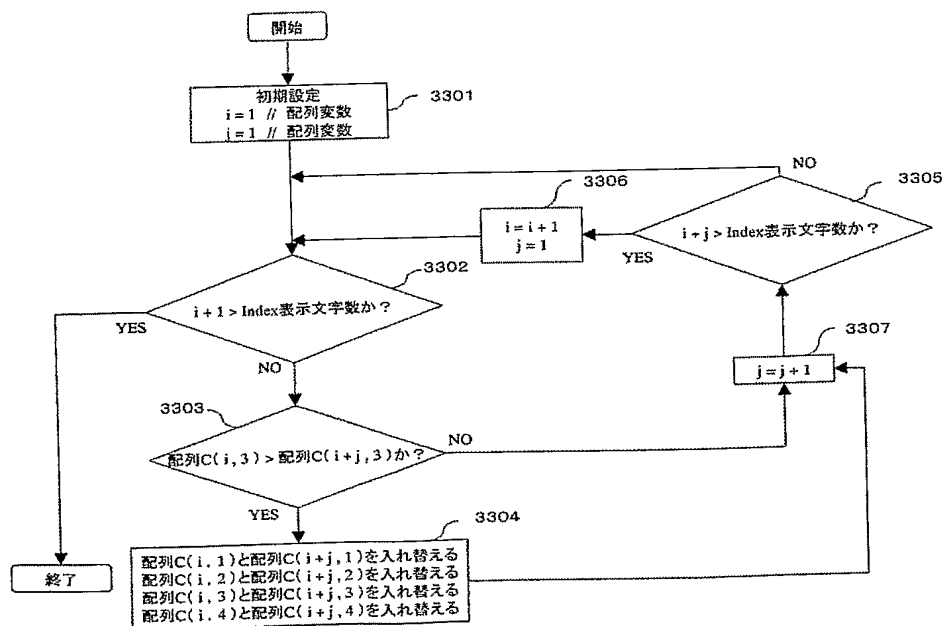 開始
初期設定
i = 1 // 配列変数
j = 1 // 配列変数
3301
NO
3305
3306
i = i + 1
j = 1
i + j > Index表示文字数か？
YES
3302
i + 1 > Index表示文字数か？
YES
NO
3307
j = j + 1
3303
配列C( i , 3 ) > 配列C( i+j , 3 )か？
NO
YES
3304
配列C( i , 1 )と配列C( i+j , 1 )を入れ替える
配列C( i , 2 )と配列C( i+j , 2 )を入れ替える
配列C( i , 3 )と配列C( i+j , 3 )を入れ替える
配列C( i , 4 )と配列C( i+j , 4 )を入れ替える
終了